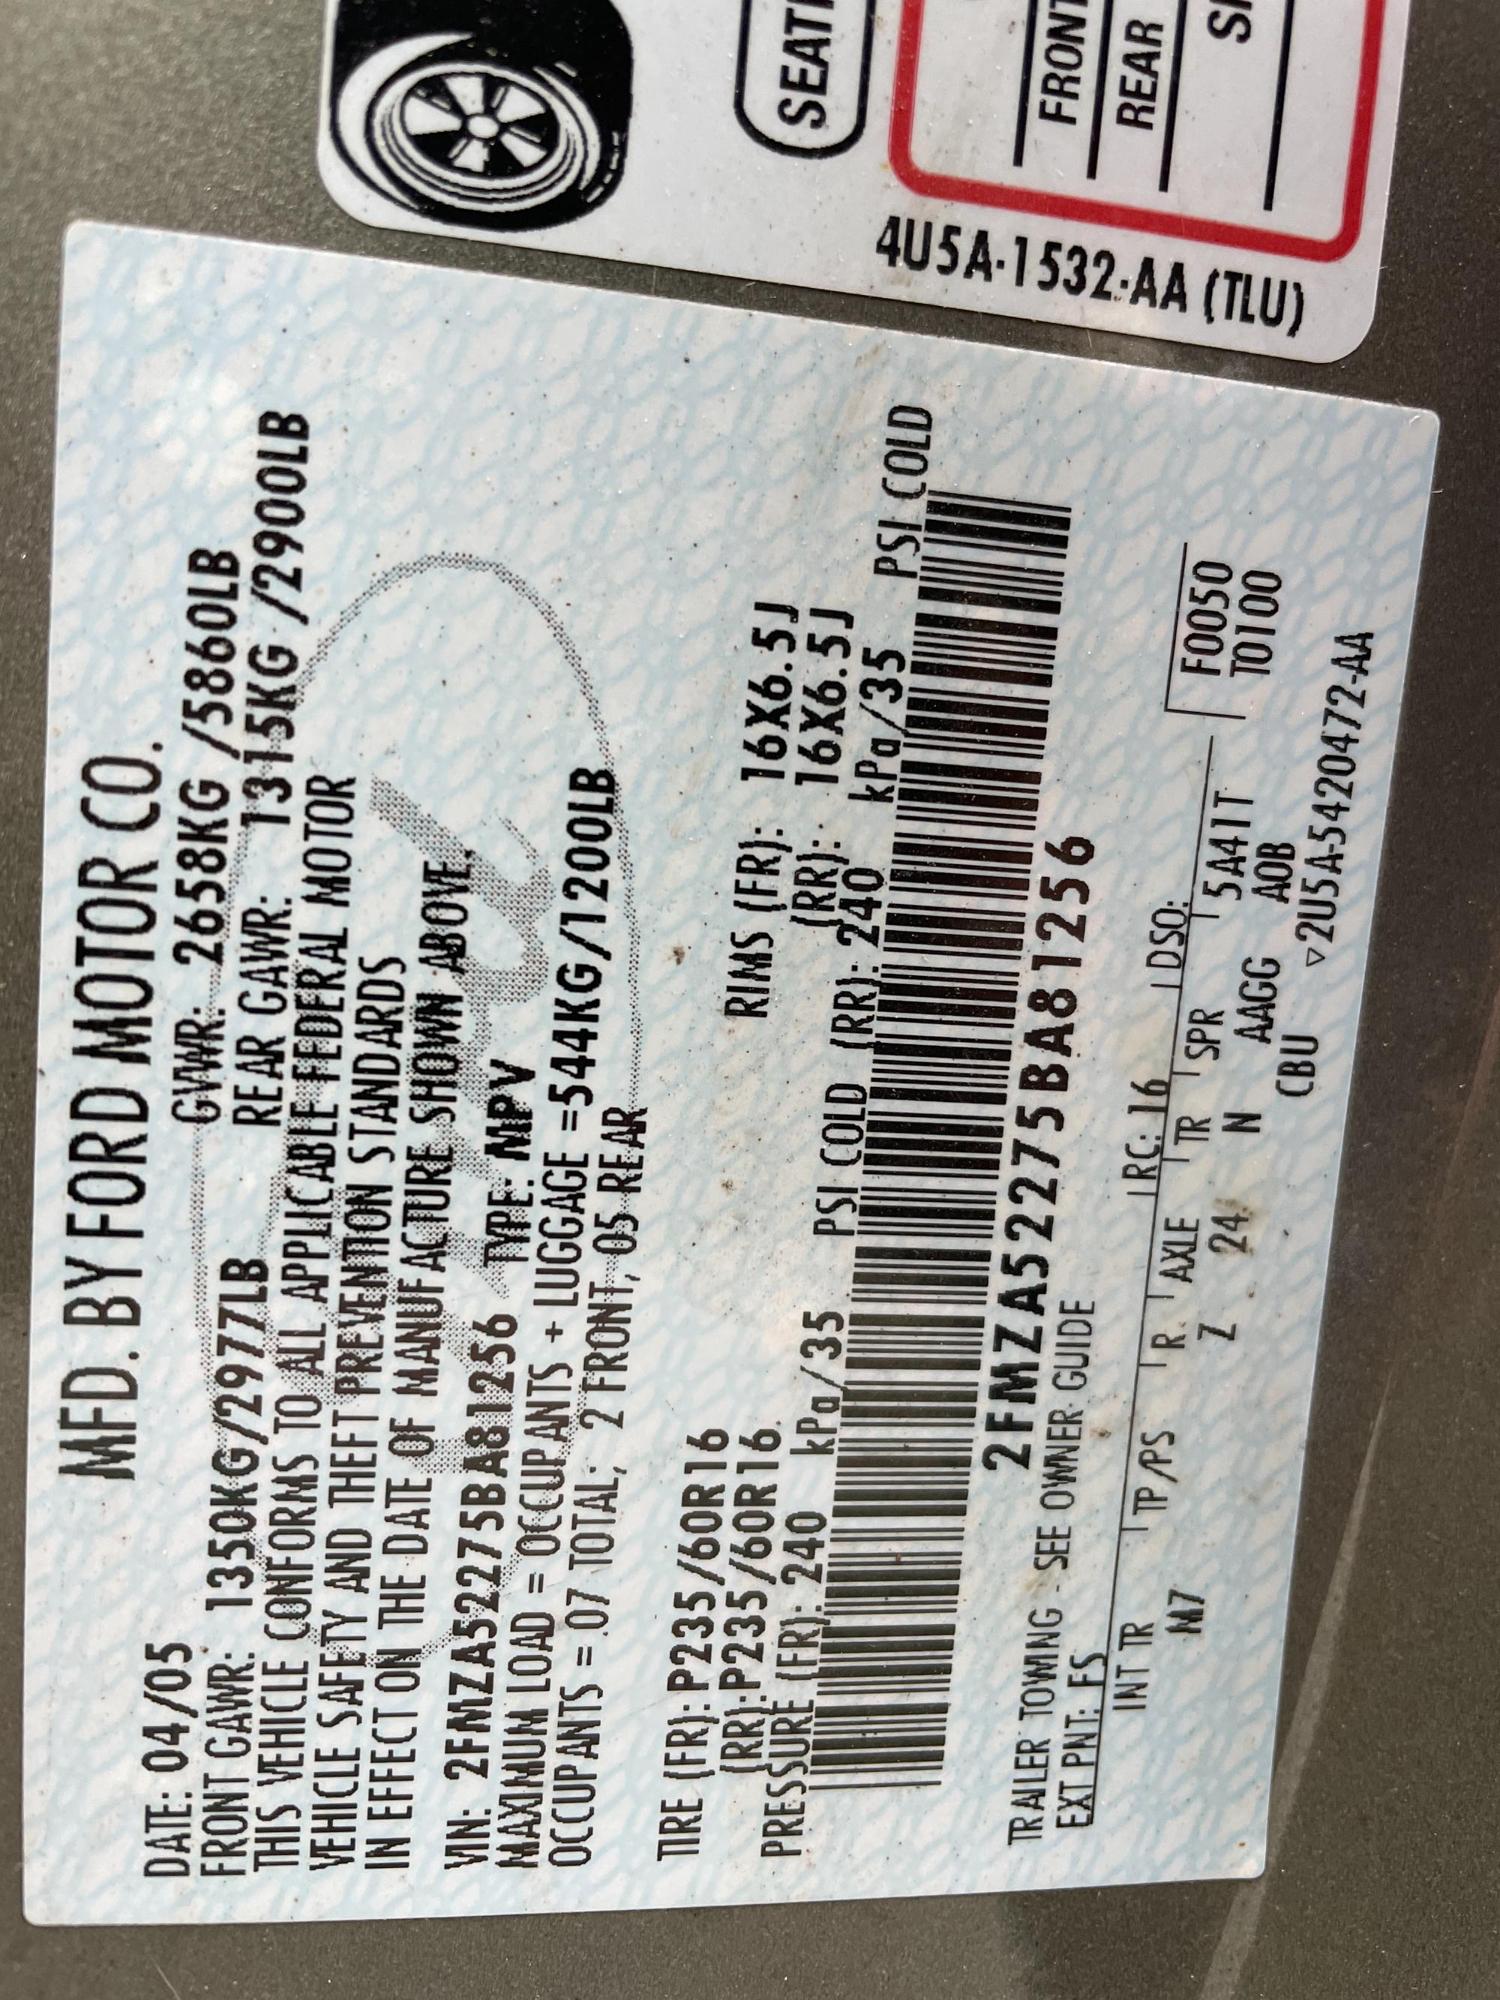 MFD. BY FORD MOTOR CO.
DATE: 04/05 GVWR: 2658KG /5860LB
FRONT GAWR: 1350KG/2977LB REAR GAWR: 1315KG /2900LB
THIS VEHICLE CONFORMS TO ALL APPLICABLE FEDERAL MOTOR
VEHICLE SAFETY AND THEFT PREVENTION STANDARDS
IN EFFECT ON THE DATE OF MANUFACTURE SHOWN ABOVE.
VIN: 2FMZA52275BA81256 TYPE: MPV
MAXIMUM LOAD = OCCUPANTS + LUGGAGE =544KG/1200LB
OCCUPANTS = 07 TOTAL; 2 FRONT, 05 REAR
TIRE (FR): P235/60R16 RIMS (FR): 16X6.5J
(RR):P235/60R16 (RR): 16X6.5J
PRESSURE (FR): 240 kPa/35 PSI COLD (RR): 240 kPa/35 PSI COLD
2FMZA52275BA81256
TRAILER TOWING - SEE OWNER GUIDE
EXT PNT: FS RC: 16 DSO: F0050
INT TR TP/PS R AXLE TR SPR 5A41T T0100
M7 Z 24 N AAGG A0B
CBU ▽2U5A-5420472-AA
SEATI
FRONT
REAR
4U5A-1532-AA (TLU)